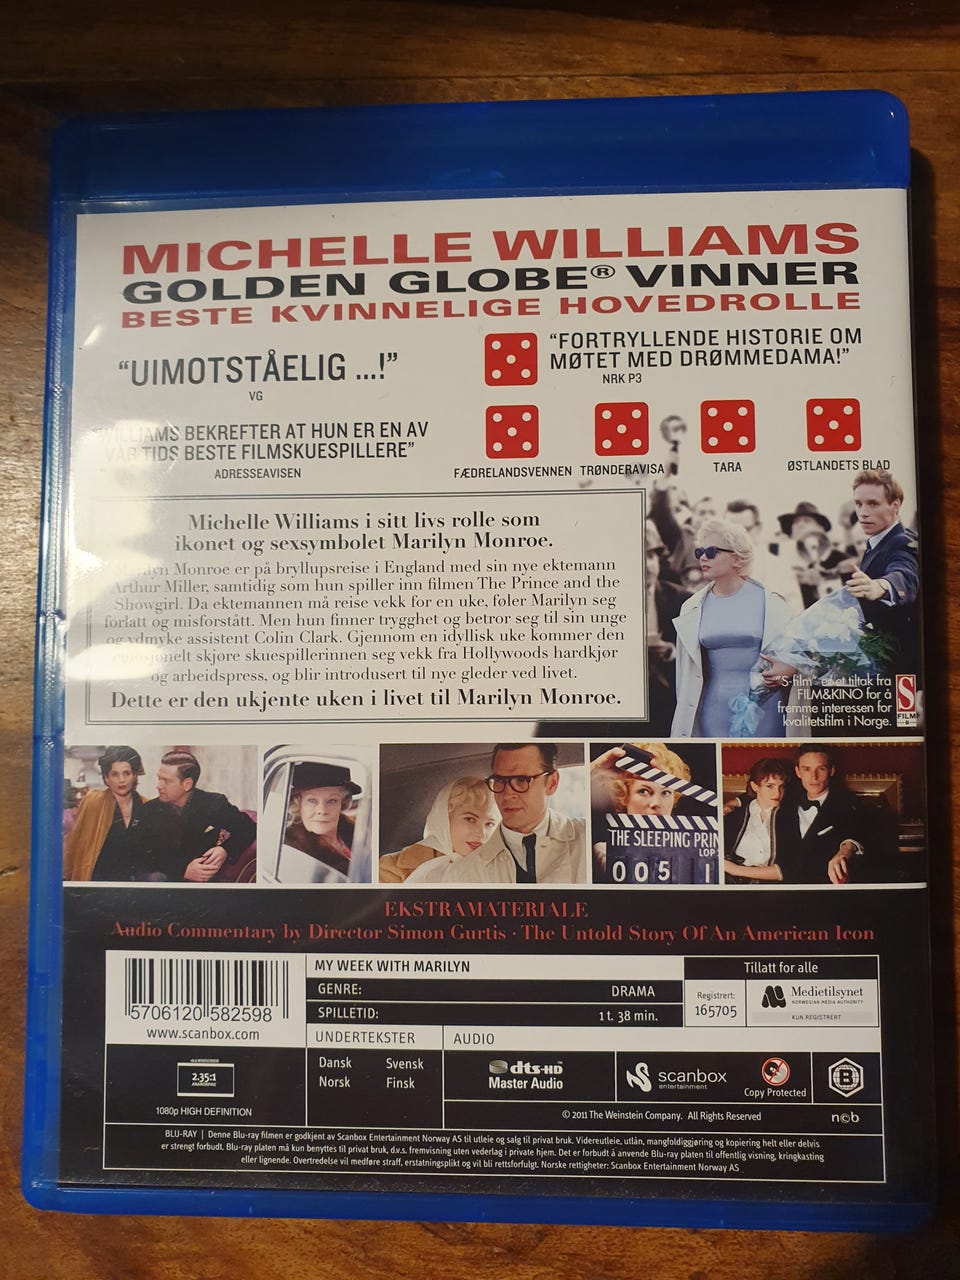 MICHELLE WILLIAMS
GOLDEN GLOBE® VINNER
BESTE KVINNELIGE HOVEDROLLE
“UIMOTSTÅELIG ...!”
VG
“FORTRYLLENDE HISTORIE OM
MØTET MED DRØMMEDAMA!”
NRK P3
WILLIAMS BEKREFTER AT HUN ER EN AV
VÅR TIDS BESTE FILMSKUESPILLERE”
ADRESSEAVISEN
FÆDRELANDSVENNEN
TRØNDERAVISA
TARA
ØSTLANDETS BLAD
Michelle Williams i sitt livs rolle som
ikonet og sexsymbolet Marilyn Monroe.
Marilyn Monroe er på bryllupsreise i England med sin nye ektemann
Arthur Miller, samtidig som hun spiller inn filmen The Prince and the
Showgirl. Da ektemannen må reise vekk for en uke, føler Marilyn seg
forlatt og misforstått. Men hun finner trygghet og betror seg til sin unge
og ydmyke assistent Colin Clark. Gjennom en idyllisk uke kommer den
emosjonelt skjøre skuespillerinnen seg vekk fra Hollywoods hardkjør
og arbeidspress, og blir introdusert til nye gleder ved livet.
Dette er den ukjente uken i livet til Marilyn Monroe.
“S-film” er et tiltak fra
FILM&KINO for å
fremme interessen for
kvalitetsfilm i Norge.
S
FILM
THE SLEEPING PRIN
LOP
005 1
EKSTRAMATERIALE
Audio Commentary by Director Simon Curtis · The Untold Story Of An American Icon
5706120 582598
www.scanbox.com
MY WEEK WITH MARILYN
GENRE: DRAMA
SPILLETID: 1 t. 38 min.
Tillatt for alle
Registrert:
165705
Medietilsynet
NORWEGIAN MEDIA AUTHORITY
KUN REGISTRERT
UNDERTEKSTER
AUDIO
2.35:1
1080p HIGH DEFINITION
Dansk Svensk
Norsk Finsk
dts-HD™
Master Audio
scanbox
entertainment
Copy Protected
B
ncb
© 2011 The Weinstein Company. All Rights Reserved
BLU-RAY | Denne Blu-ray filmen er godkjent av Scanbox Entertainment Norway AS til utleie og salg til privat bruk. Videreutleie, utlån, mangfoldiggjøring og kopiering helt eller delvis
er strengt forbudt. Blu-ray platen må kun benyttes til privat bruk, d.v.s. fremvisning uten vederlag i private hjem. Det er forbudt å anvende Blu-ray platen til offentlig visning, kringkasting
eller lignende. Overtredelse vil medføre straff, erstatningsplikt og vil bli rettsforfulgt. Norske rettigheter: Scanbox Entertainment Norway AS